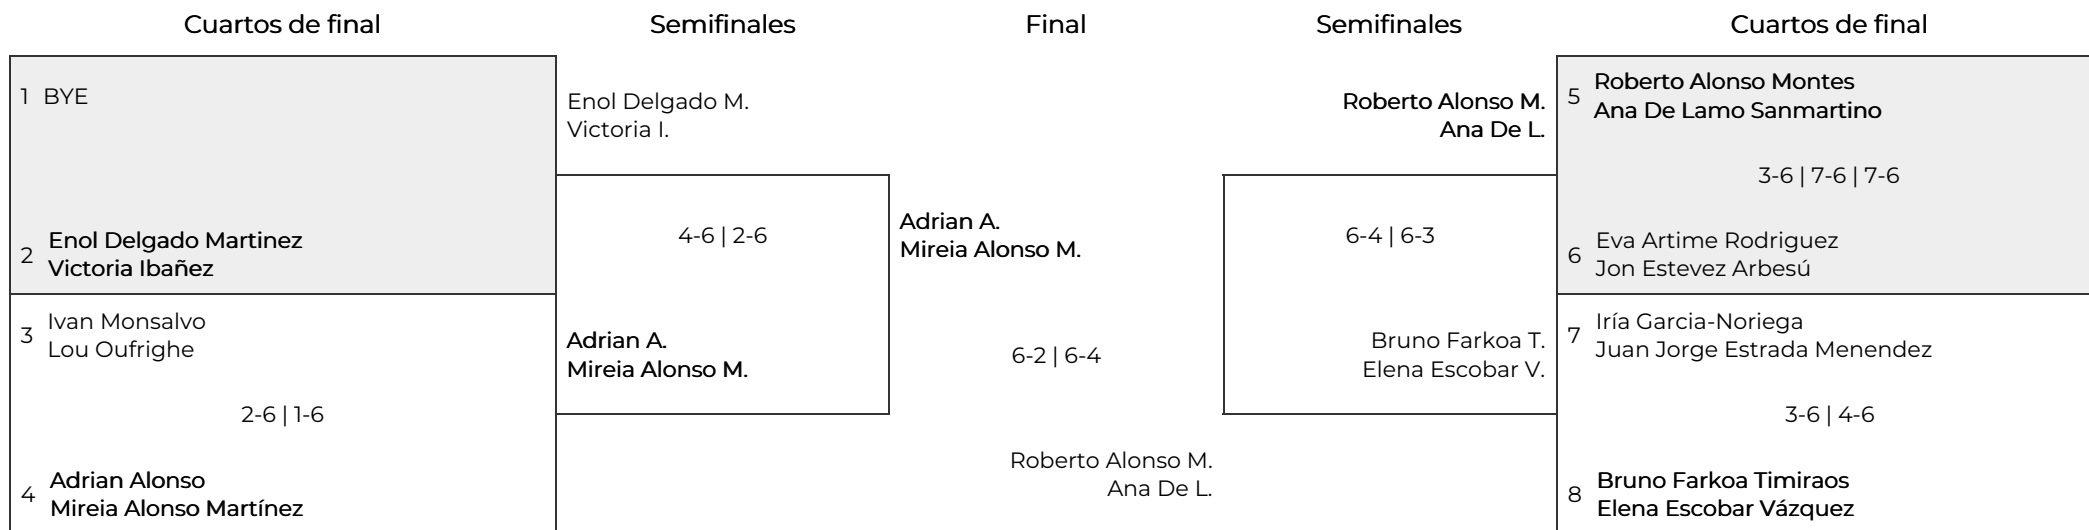 Cuartos de final
Semifinales
Final
Semifinales
Cuartos de final
1 BYE
2 Enol Delgado Martinez
Victoria Ibañez
3 Ivan Monsalvo
Lou Oufrighe
2-6 | 1-6
4 Adrian Alonso
Mireia Alonso Martínez
Enol Delgado M.
Victoria I.
4-6 | 2-6
Adrian A.
Mireia Alonso M.
Adrian A.
Mireia Alonso M.
6-2 | 6-4
Roberto Alonso M.
Ana De L.
Roberto Alonso M.
Ana De L.
6-4 | 6-3
Bruno Farkoa T.
Elena Escobar V.
5 Roberto Alonso Montes
Ana De Lamo Sanmartino
3-6 | 7-6 | 7-6
6 Eva Artime Rodriguez
Jon Estevez Arbesú
7 Iría Garcia-Noriega
Juan Jorge Estrada Menendez
3-6 | 4-6
8 Bruno Farkoa Timiraos
Elena Escobar Vázquez